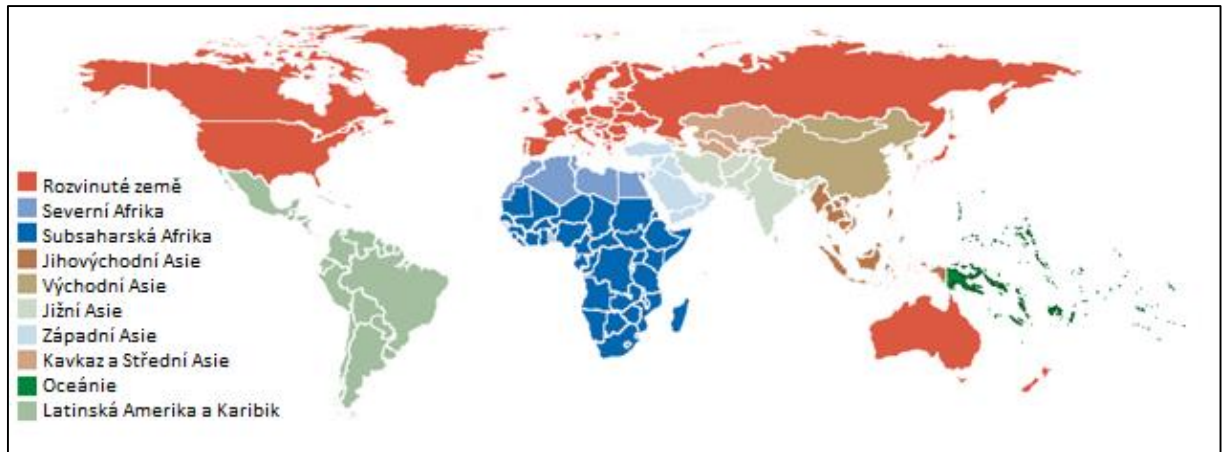 Rozvinuté země
Severní Afrika
Subsaharská Afrika
Jihovýchodní Asie
Východní Asie
Jižní Asie
Západní Asie
Kavkaz a Střední Asie
Oceánie
Latinská Amerika a Karibik